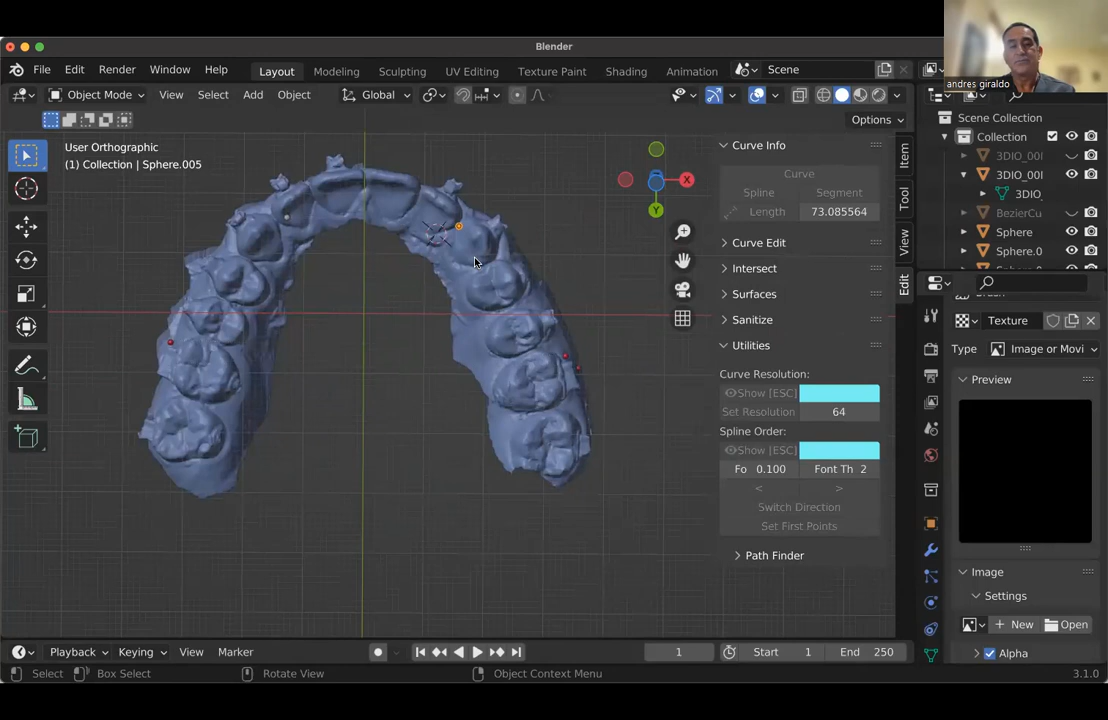 Blender
File Edit Render Window Help Layout Modeling Sculpting UV Editing Texture Paint Shading Animation Scene
andres giraldo
Object Mode View Select Add Object Global
Options
User Orthographic
(1) Collection | Sphere.005
X
Y
Curve Info
Curve
Spline Segment
Length 73.085564
Curve Edit
Intersect
Surfaces
Sanitize
Utilities
Curve Resolution:
Show [ESC]
Set Resolution 64
Spline Order:
Show [ESC]
Fo 0.100 Font Th 2
< >
Switch Direction
Set First Points
Path Finder
Item
Tool
View
Edit
Scene Collection
Collection
3DIO_00I
3DIO_00I
3DIO_
BezierCu
Sphere
Sphere.0
Texture
Type Image or Movi
Preview
Image
Settings
New Open
Alpha
Playback Keying View Marker 1 Start 1 End 250
Select Box Select Rotate View Object Context Menu 3.1.0